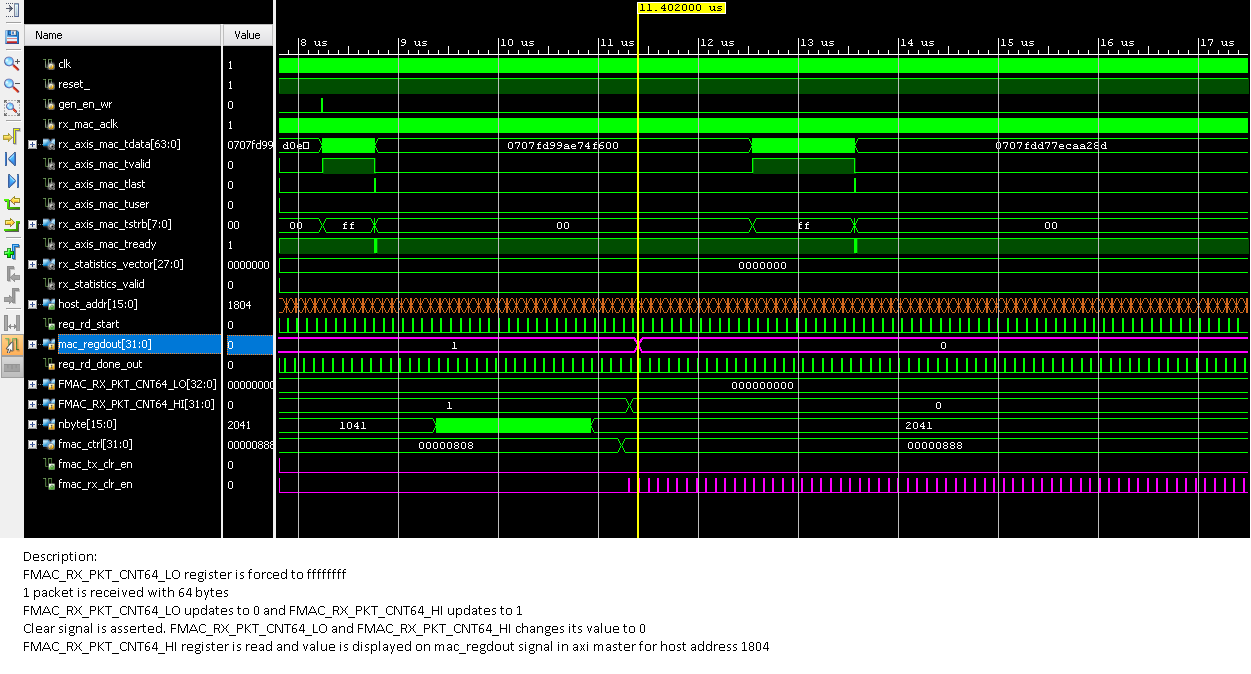 11.402000 us
Name Value
8 us 9 us 10 us 11 us 12 us 13 us 14 us 15 us 16 us 17 us
clk 1
reset_ 1
gen_en_wr 0
rx_mac_aclk 1
rx_axis_mac_tdata[63:0] 0707fd99 d0e 0707fd99ae74f600 0707fdd77ecaa28d
rx_axis_mac_tvalid 0
rx_axis_mac_tlast 0
rx_axis_mac_tuser 0
rx_axis_mac_tstrb[7:0] 00 00 ff 00 ff 00
rx_axis_mac_tready 1
rx_statistics_vector[27:0] 0000000 0000000
rx_statistics_valid 0
host_addr[15:0] 1804
reg_rd_start 0
mac_regdout[31:0] 0 1 0
reg_rd_done_out 0
FMAC_RX_PKT_CNT64_LO[32:0] 00000000 000000000
FMAC_RX_PKT_CNT64_HI[31:0] 0 1 0
nbyte[15:0] 2041 1041 2041
fmac_ctrl[31:0] 00000888 00000808 00000888
fmac_tx_clr_en 0
fmac_rx_clr_en 0
Description:
FMAC_RX_PKT_CNT64_LO register is forced to ffffffff
1 packet is received with 64 bytes
FMAC_RX_PKT_CNT64_LO updates to 0 and FMAC_RX_PKT_CNT64_HI updates to 1
Clear signal is asserted. FMAC_RX_PKT_CNT64_LO and FMAC_RX_PKT_CNT64_HI changes its value to 0
FMAC_RX_PKT_CNT64_HI register is read and value is displayed on mac_regdout signal in axi master for host address 1804